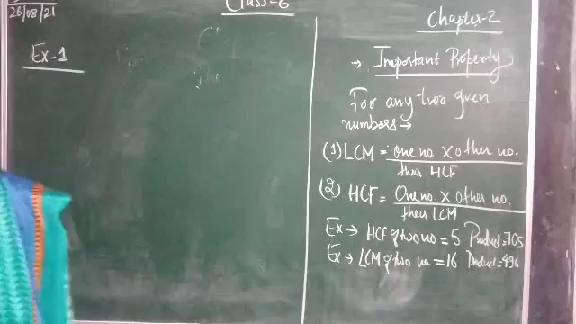 26/08/21
Class-6
Ex-1
Chapter-2
→ Important Property
For any two given
numbers →
(1) LCM = one no. x other no.
their HCF
(2) HCF = One no. x other no.
their LCM
Ex → HCF of two no = 5 Product = 705
Ex → LCM of two no = 16 Product =